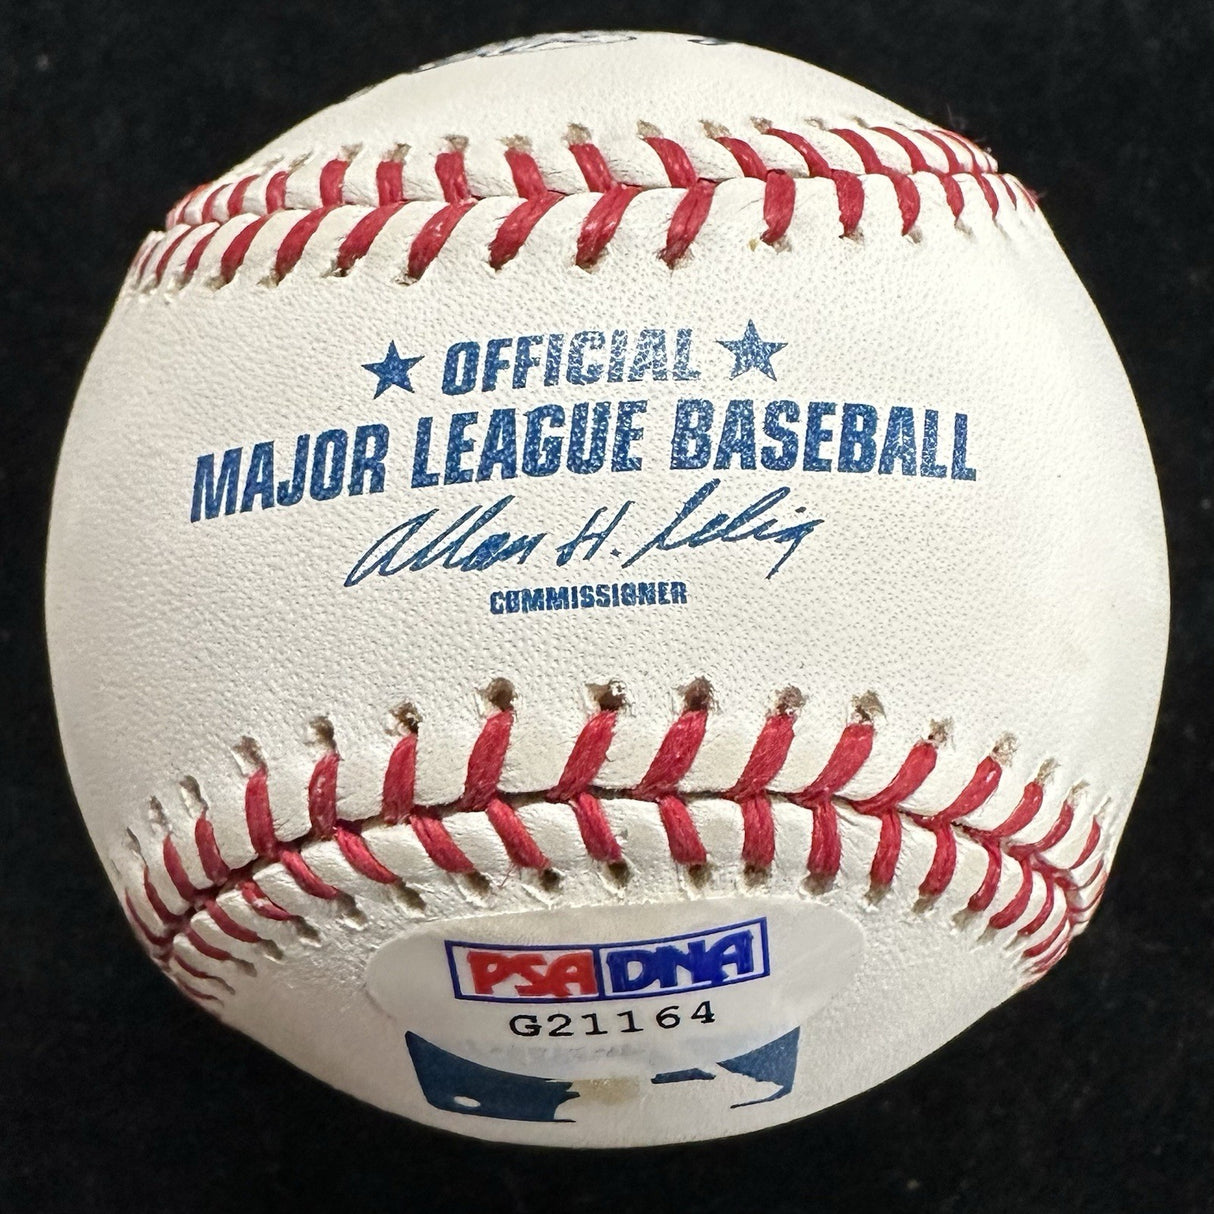 ★ OFFICIAL ★
MAJOR LEAGUE BASEBALL
Allan H. Selig
COMMISSIONER
PSA DNA
G21164